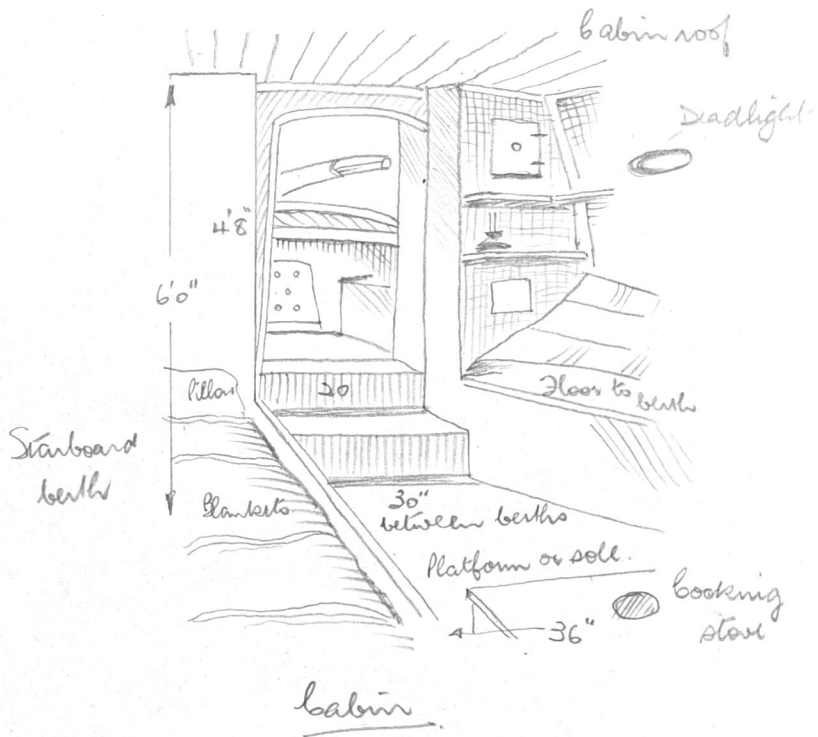 Cabin roof
Deadlight
4'8"
6'0"
Pillow
20
Floor to
berth
Starboard
berth
Blankets
30"
between berths
Platform or sole.
Cooking
stove
36"
Cabin